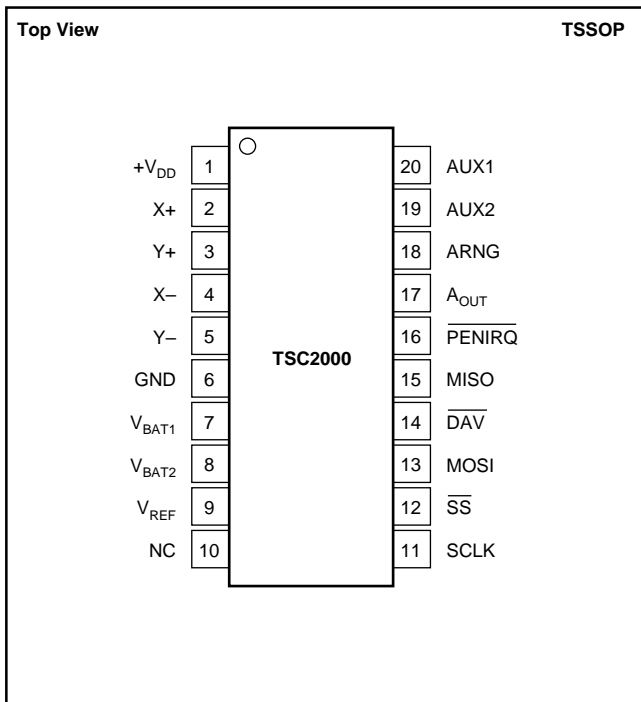 Top View TSSOP
+VDD 1 20 AUX1
X+ 2 19 AUX2
Y+ 3 18 ARNG
X– 4 17 AOUT
Y– 5 16 PENIRQ
TSC2000
GND 6 15 MISO
VBAT1 7 14 DAV
VBAT2 8 13 MOSI
VREF 9 12 SS
NC 10 11 SCLK